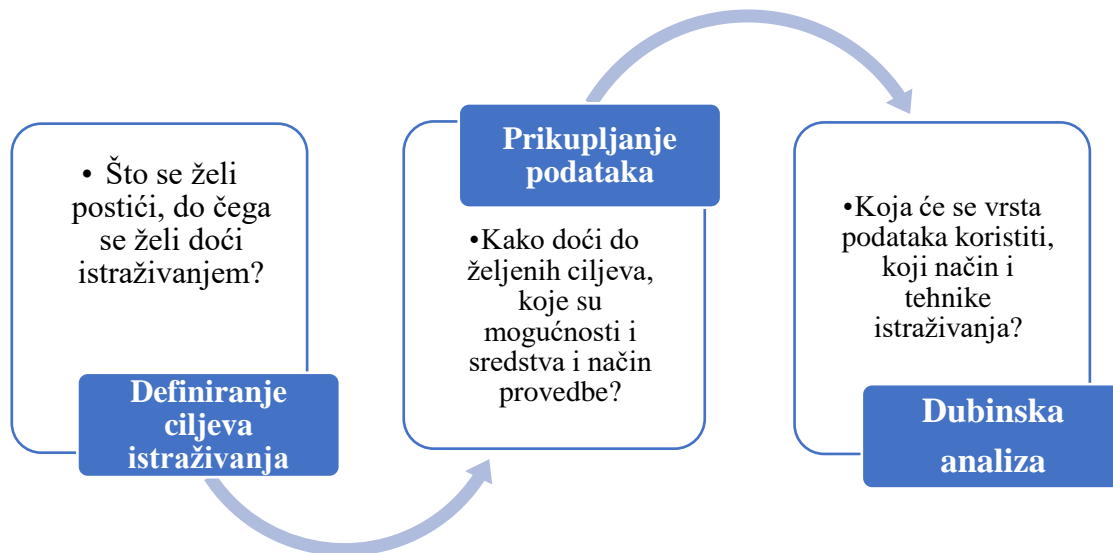 • Što se želi
postići, do čega
se želi doći
istraživanjem?
Definiranje
ciljeva
istraživanja
Prikupljanje
podataka
•Kako doći do
željenih ciljeva,
koje su
mogućnosti i
sredstva i način
provedbe?
•Koja će se vrsta
podataka koristiti,
koji način i
tehnike
istraživanja?
Dubinska
analiza